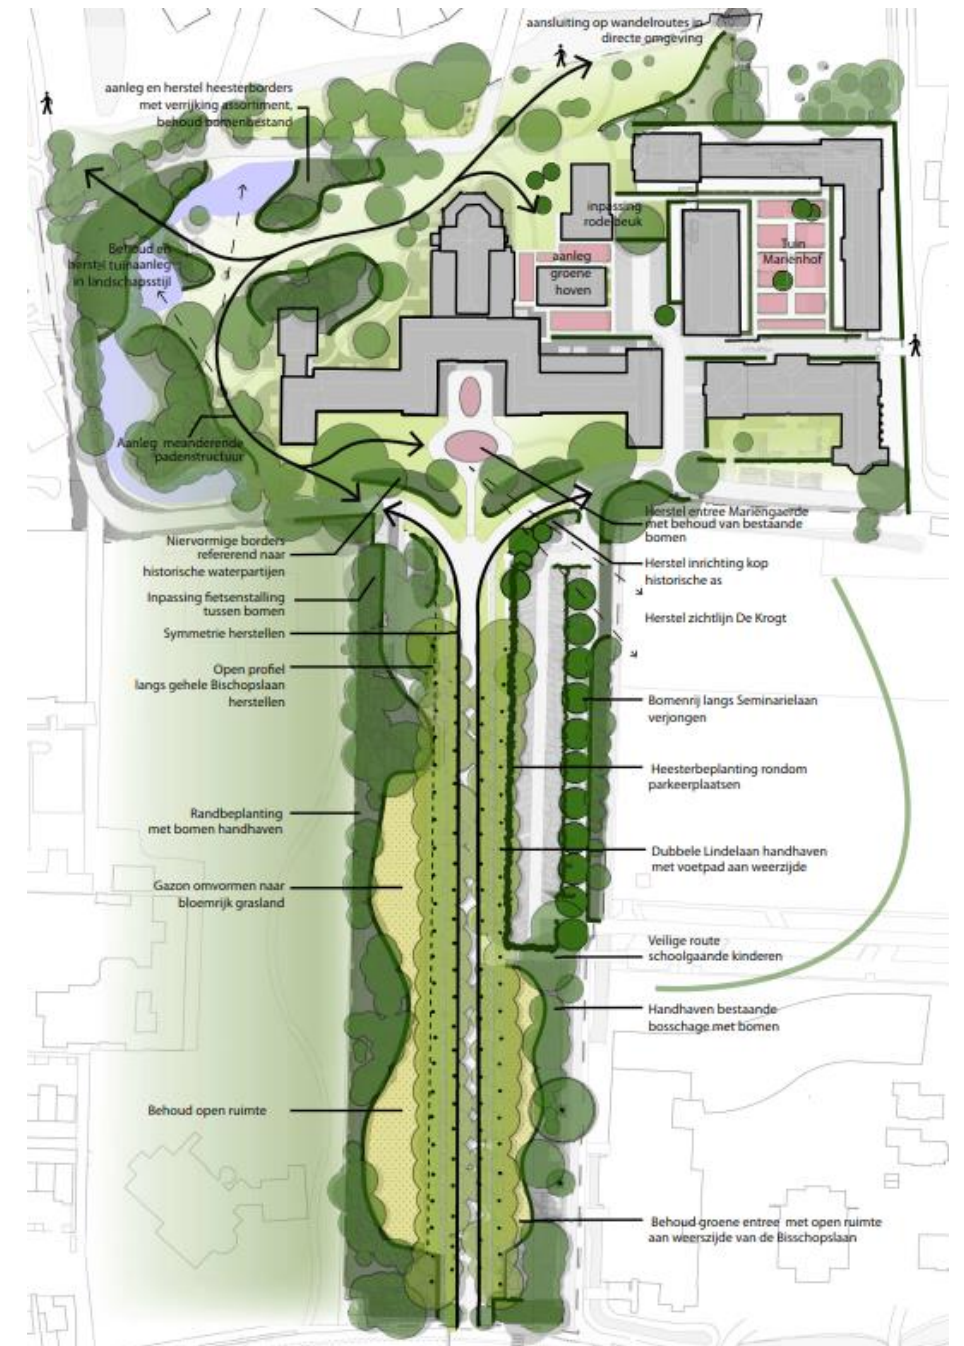 aansluiting op wandelroutes in
directe omgeving
aanleg en herstel heesterborders
met verrijking assortiment,
behoud bomenbestand
inpassing
rode beuk
Behoud en
herstel tuinaanleg
in landschapsstijl
aanleg
groene
hoven
Tuin
Mariënhof
Aanleg meanderende
padenstructuur
Herstel entree Mariëngaerde
met behoud van bestaande
bomen
Niervormige borders
refererend naar
historische waterpartijen
Herstel inrichting kop
historische as
Inpassing fietsenstalling
tussen bomen
Herstel zichtlijn De Krogt
Symmetrie herstellen
Open profiel
langs gehele Bischopslaan
herstellen
Bomenrij langs Seminarielaan
verjongen
Heesterbeplanting rondom
parkeerplaatsen
Randbeplanting
met bomen handhaven
Dubbele Lindelaan handhaven
met voetpad aan weerzijde
Gazon omvormen naar
bloemrijk grasland
Veilige route
schoolgaande kinderen
Handhaven bestaande
bosschage met bomen
Behoud open ruimte
Behoud groene entree met open ruimte
aan weerszijde van de Bisschopslaan